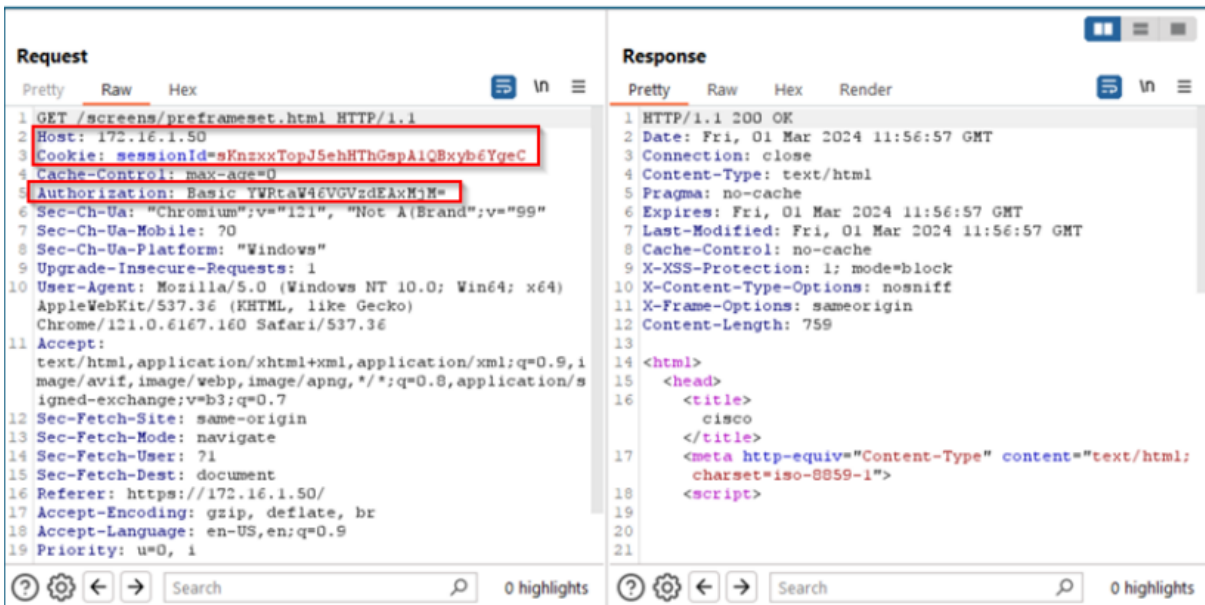 Request
Pretty Raw Hex
\n
1 GET /screens/preframeset.html HTTP/1.1
2 Host: 172.16.1.50
3 Cookie: sessionId=sKnzxxTopJ5ehHThGspA1QBxyb6YgeC
4 Cache-Control: max-age=0
5 Authorization: Basic YWRtaW46VGVzdEAxMjM=
6 Sec-Ch-Ua: "Chromium";v="121", "Not A(Brand";v="99"
7 Sec-Ch-Ua-Mobile: ?0
8 Sec-Ch-Ua-Platform: "Windows"
9 Upgrade-Insecure-Requests: 1
10 User-Agent: Mozilla/5.0 (Windows NT 10.0; Win64; x64)
AppleWebKit/537.36 (KHTML, like Gecko)
Chrome/121.0.6167.160 Safari/537.36
11 Accept:
text/html,application/xhtml+xml,application/xml;q=0.9,i
mage/avif,image/webp,image/apng,*/*;q=0.8,application/s
igned-exchange;v=b3;q=0.7
12 Sec-Fetch-Site: same-origin
13 Sec-Fetch-Mode: navigate
14 Sec-Fetch-User: ?1
15 Sec-Fetch-Dest: document
16 Referer: https://172.16.1.50/
17 Accept-Encoding: gzip, deflate, br
18 Accept-Language: en-US,en;q=0.9
19 Priority: u=0, i
Search
0 highlights
Response
Pretty Raw Hex Render
\n
1 HTTP/1.1 200 OK
2 Date: Fri, 01 Mar 2024 11:56:57 GMT
3 Connection: close
4 Content-Type: text/html
5 Pragma: no-cache
6 Expires: Fri, 01 Mar 2024 11:56:57 GMT
7 Last-Modified: Fri, 01 Mar 2024 11:56:57 GMT
8 Cache-Control: no-cache
9 X-XSS-Protection: 1; mode=block
10 X-Content-Type-Options: nosniff
11 X-Frame-Options: sameorigin
12 Content-Length: 759
13
14 <html>
15 <head>
16 <title>
cisco
</title>
17 <meta http-equiv="Content-Type" content="text/html;
charset=iso-8859-1">
18 <script>
19
20
21
Search
0 highlights